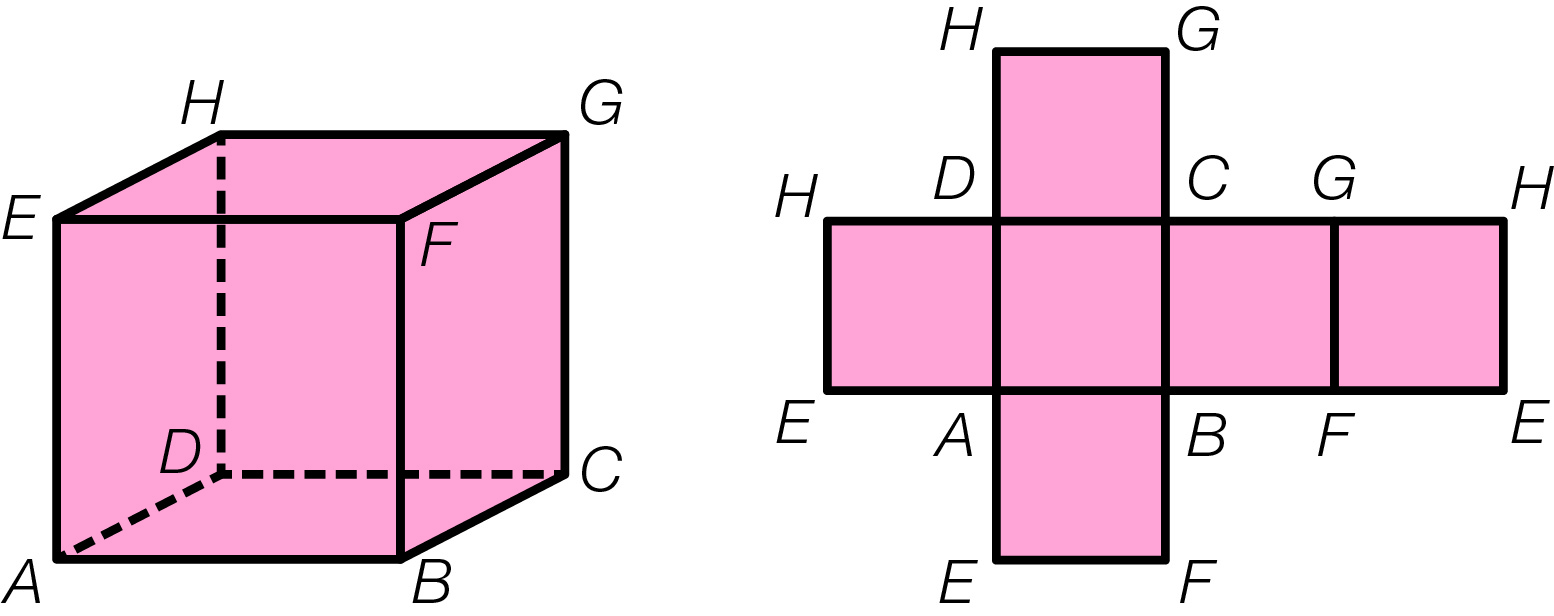 H G
E F
D C
A B
H G
H D C G H
E A B F E
E F